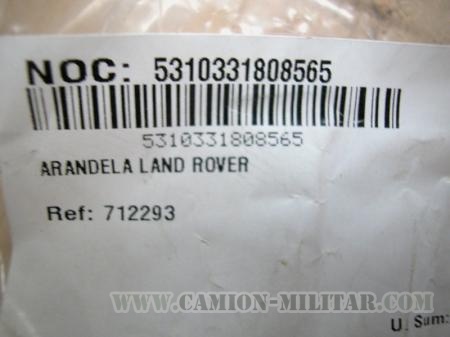 NOC: 5310331808565
5310331808565
ARANDELA LAND ROVER
Ref: 712293
WWW.CAMION-MILITAR.COM
U. Sum: